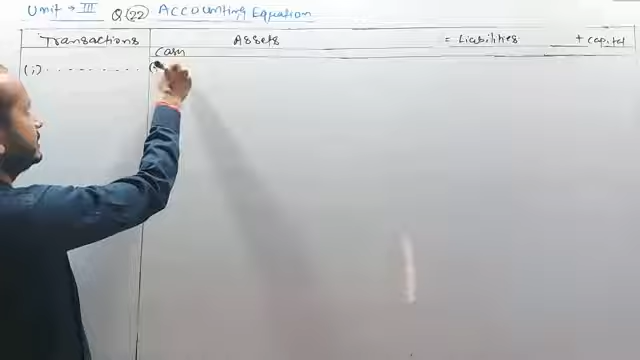 Unit → III Q. 22 Accounting Equation
Transactions Assets = Liabilities + capital
Cash
(i) . . . . . . . . . . (